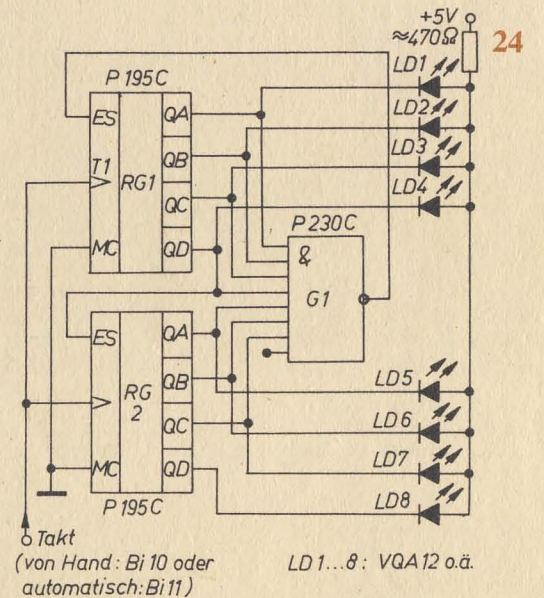 +5V
≈470Ω
24
P 195C
ES
T1
RG1
MC
QA
QB
QC
QD
LD1
LD2
LD3
LD4
P 230C
&
G1
ES
RG
2
MC
QA
QB
QC
QD
P 195C
LD5
LD6
LD7
LD8
Takt
(von Hand: Bi 10 oder
automatisch: Bi 11)
LD 1...8: VQA 12 o.ä.